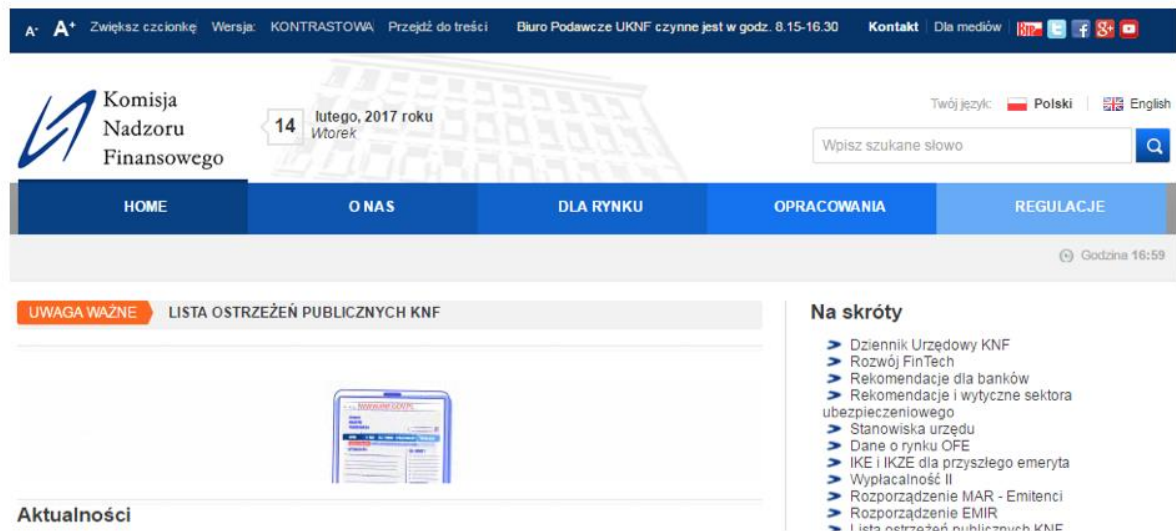 A- A+ Zwiększ czcionkę Wersja: KONTRASTOWA Przejdź do treści Biuro Podawcze UKNF czynne jest w godz. 8.15-16.30 Kontakt Dla mediów
Komisja
Nadzoru
Finansowego
14 lutego, 2017 roku
Wtorek
Twój język: Polski English
Wpisz szukane słowo
HOME O NAS DLA RYNKU OPRACOWANIA REGULACJE
Godzina 16:59
UWAGA WAŻNE LISTA OSTRZEŻEŃ PUBLICZNYCH KNF
Aktualności
Na skróty
Dziennik Urzędowy KNF
Rozwój FinTech
Rekomendacje dla banków
Rekomendacje i wytyczne sektora
ubezpieczeniowego
Stanowiska urzędu
Dane o rynku OFE
IKE i IKZE dla przyszłego emeryta
Wypłacalność II
Rozporządzenie MAR - Emitenci
Rozporządzenie EMIR
Lista ostrzeżeń publicznych KNF